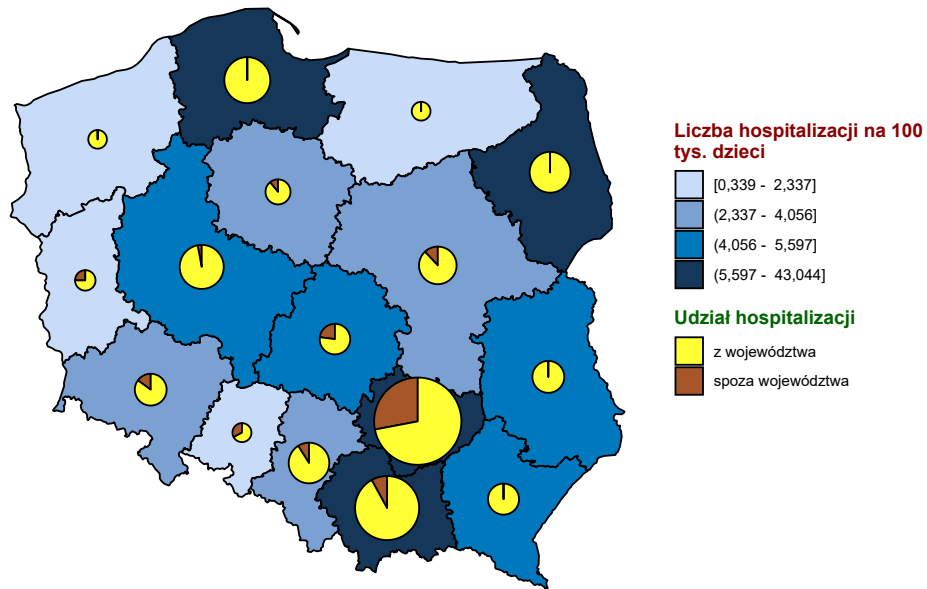 Liczba hospitalizacji na 100
tys. dzieci
[0,339 - 2,337]
(2,337 - 4,056]
(4,056 - 5,597]
(5,597 - 43,044]
Udział hospitalizacji
z województwa
spoza województwa